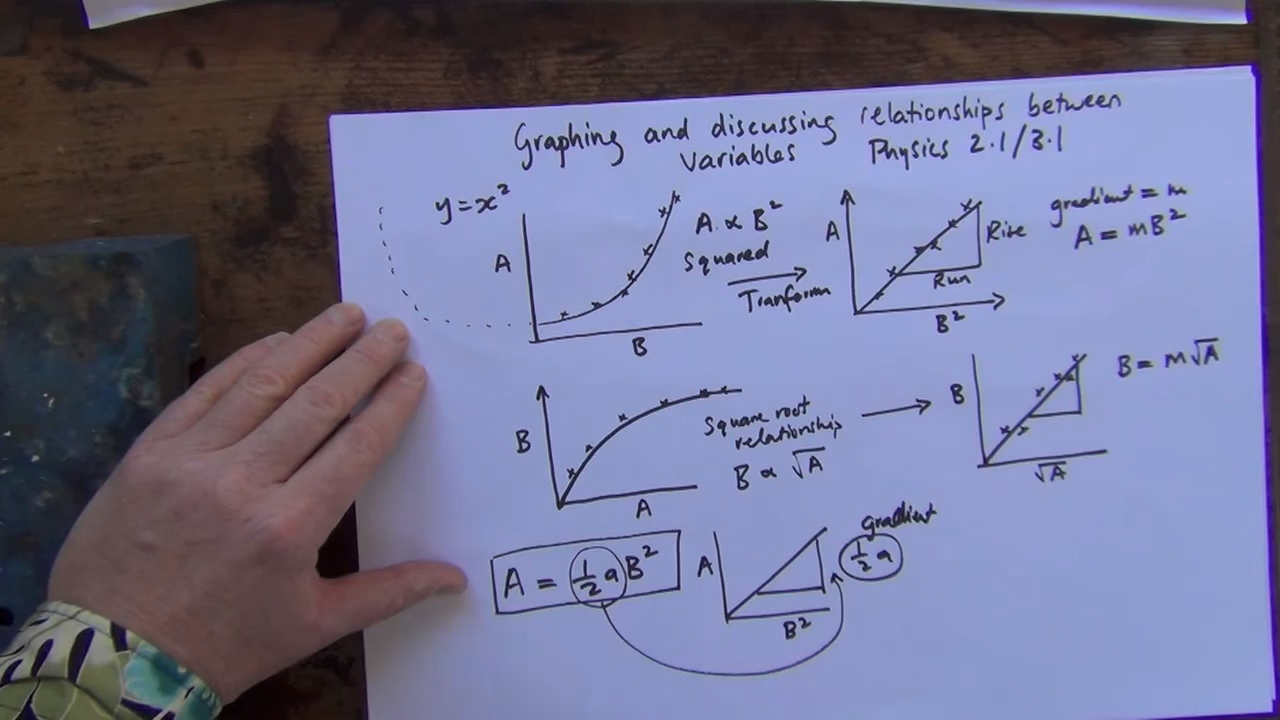 Graphing and discussing relationships between
variables Physics 2.1/3.1
y=x²
A
B
A ∝ B²
Squared
Tranform
A
B²
Rise
Run
gradient = m
A = mB²
B
A
Square root
relationship
B ∝ √A
B
√A
B = m√A
A = ½aB²
A
B²
gradient
½a